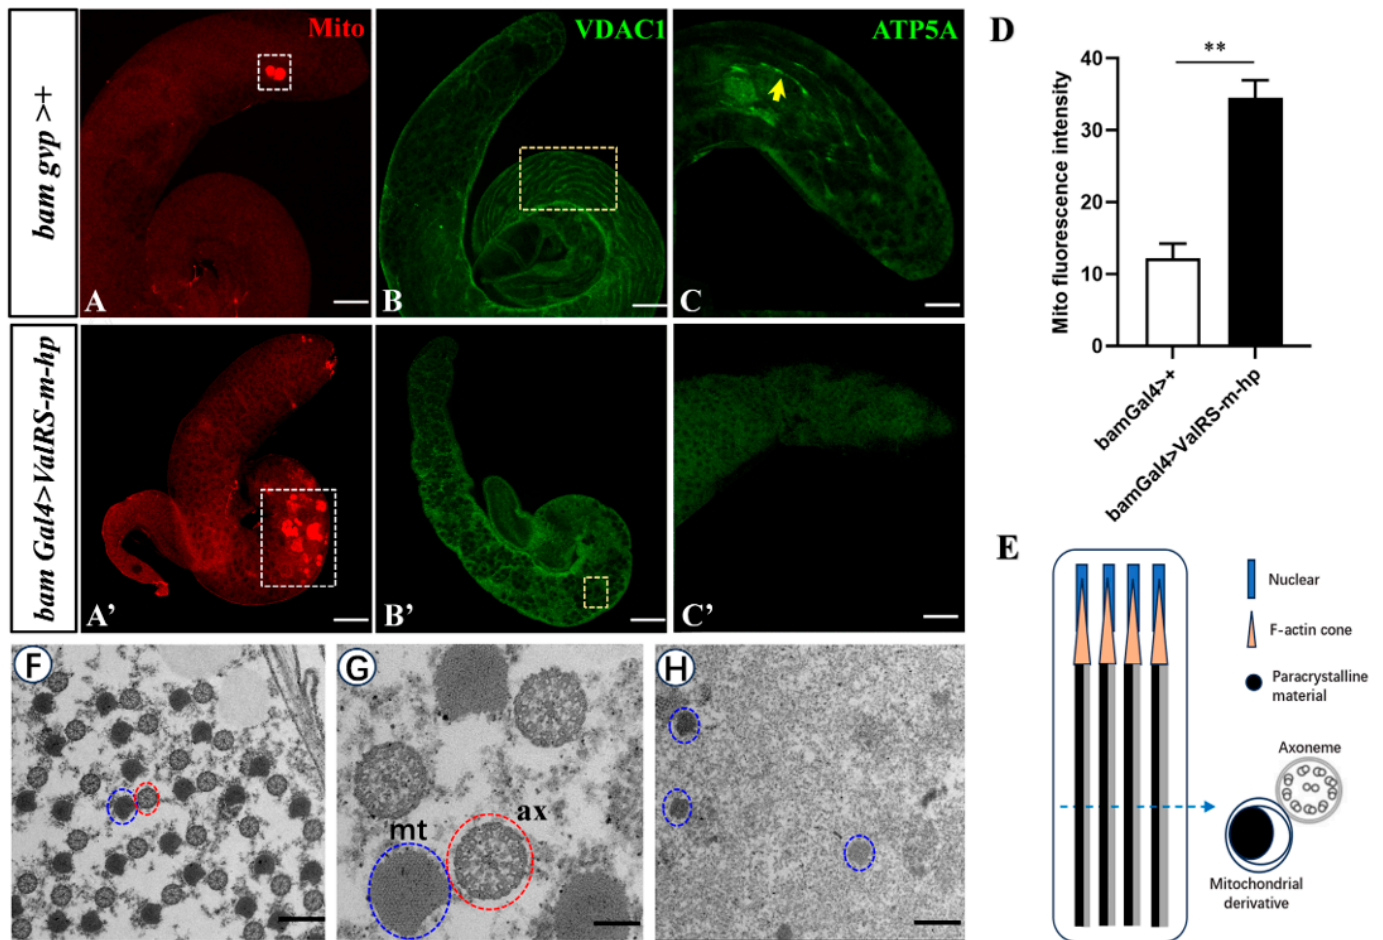 bam gvp >+
Mito
A
VDAC1
B
ATP5A
C
bam Gal4>ValRS-m-hp
A’
B’
C’
D
Mito fluorescence intensity
40
30
20
10
0
**
bamGal4>+
bamGal4>ValRS-m-hp
E
Nuclear
F-actin cone
Paracrystalline
material
Axoneme
Mitochondrial
derivative
F
G
mt
ax
H